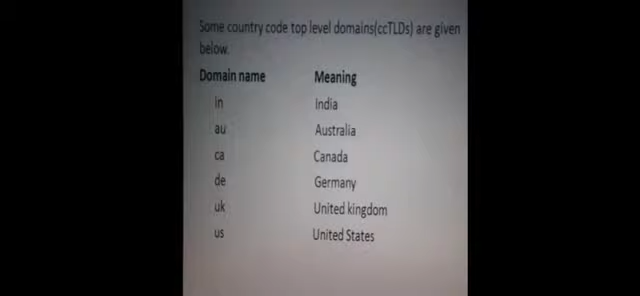 Some country code top level domains(ccTLDs) are given
below.
Domain name Meaning
in India
au Australia
ca Canada
de Germany
uk United kingdom
us United States